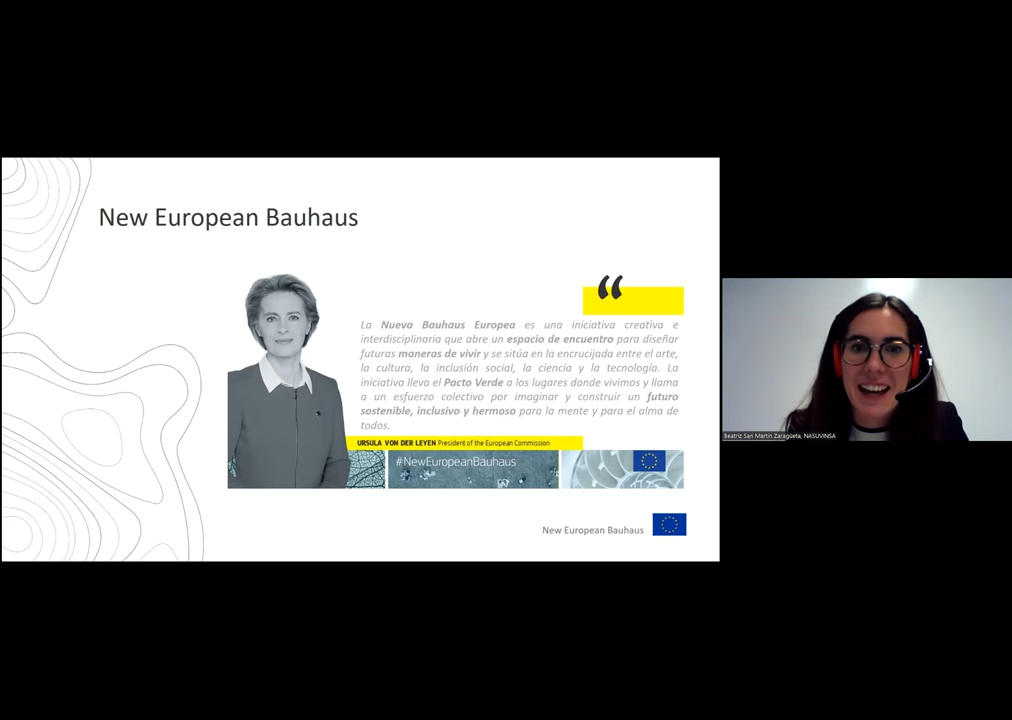 New European Bauhaus
“
La Nueva Bauhaus Europea es una iniciativa creativa e
interdisciplinaria que abre un espacio de encuentro para diseñar
futuras maneras de vivir y se sitúa en la encrucijada entre el arte,
la cultura, la inclusión social, la ciencia y la tecnología. La
iniciativa lleva el Pacto Verde a los lugares donde vivimos y llama
a un esfuerzo colectivo por imaginar y construir un futuro
sostenible, inclusivo y hermoso para la mente y para el alma de
todos.
URSULA VON DER LEYEN President of the European Commission
#NewEuropeanBauhaus
New European Bauhaus
Beatriz San Martín Zaragüeta, NASUVINSA